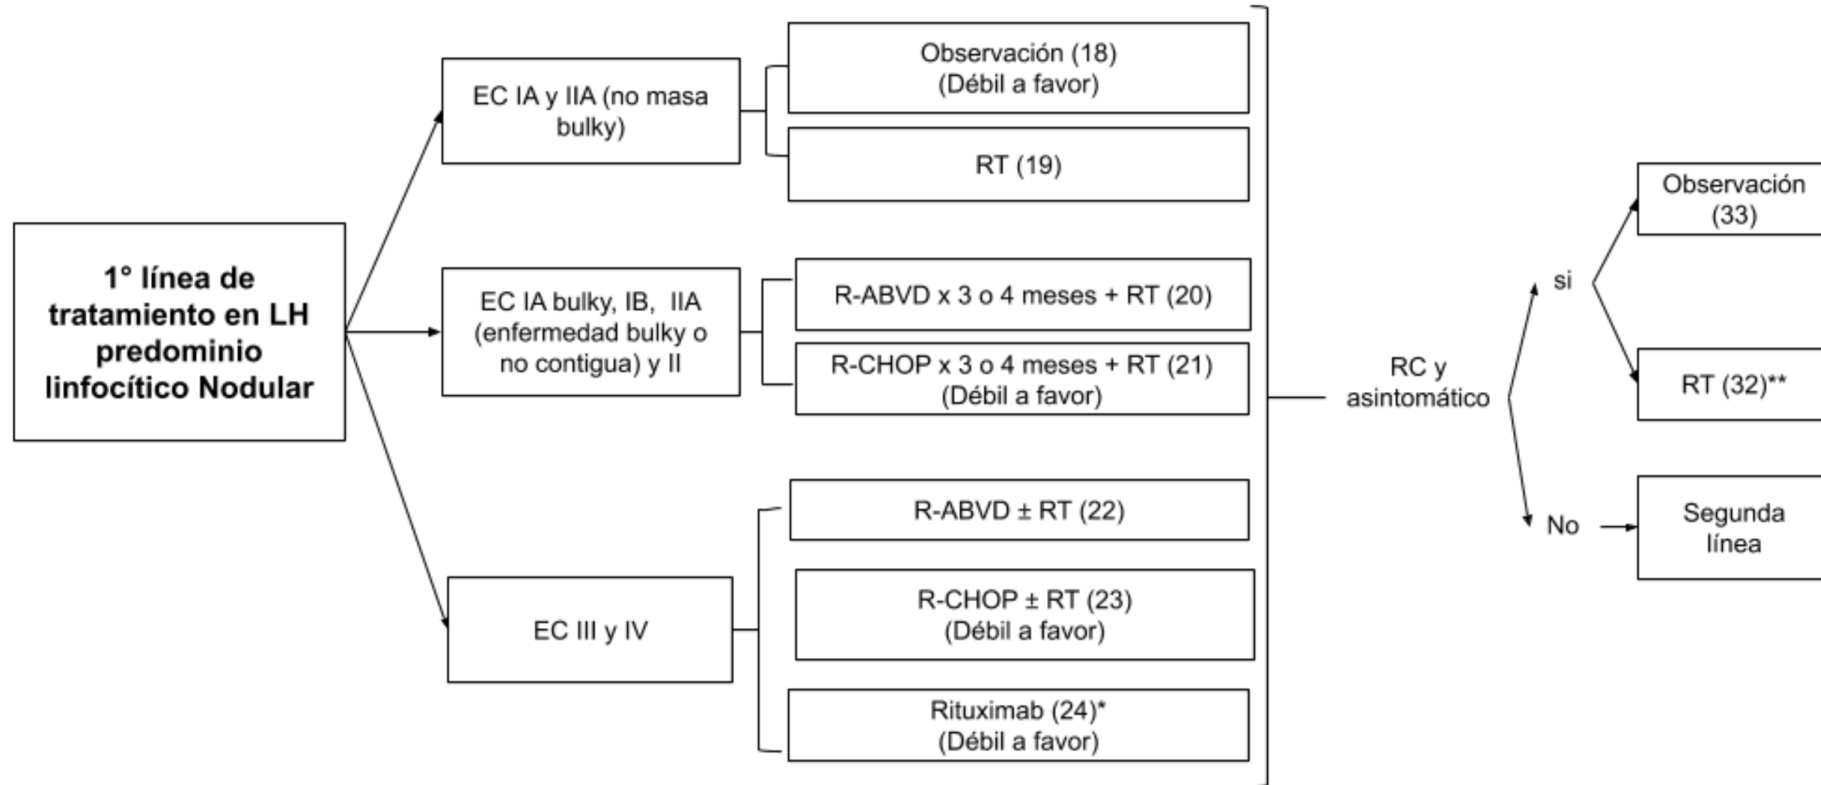 1° línea de
tratamiento en LH
predominio
linfocítico Nodular
EC IA y IIA (no masa
bulky)
Observación (18)
(Débil a favor)
RT (19)
EC IA bulky, IB, IIA
(enfermedad bulky o
no contigua) y II
R-ABVD x 3 o 4 meses + RT (20)
R-CHOP x 3 o 4 meses + RT (21)
(Débil a favor)
EC III y IV
R-ABVD ± RT (22)
R-CHOP ± RT (23)
(Débil a favor)
Rituximab (24)*
(Débil a favor)
RC y
asintomático
si
Observación
(33)
RT (32)**
No
Segunda
línea